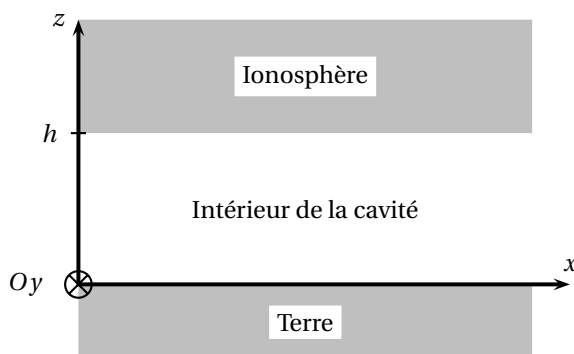 z
Ionosphère
h
Intérieur de la cavité
x
Oy
Terre